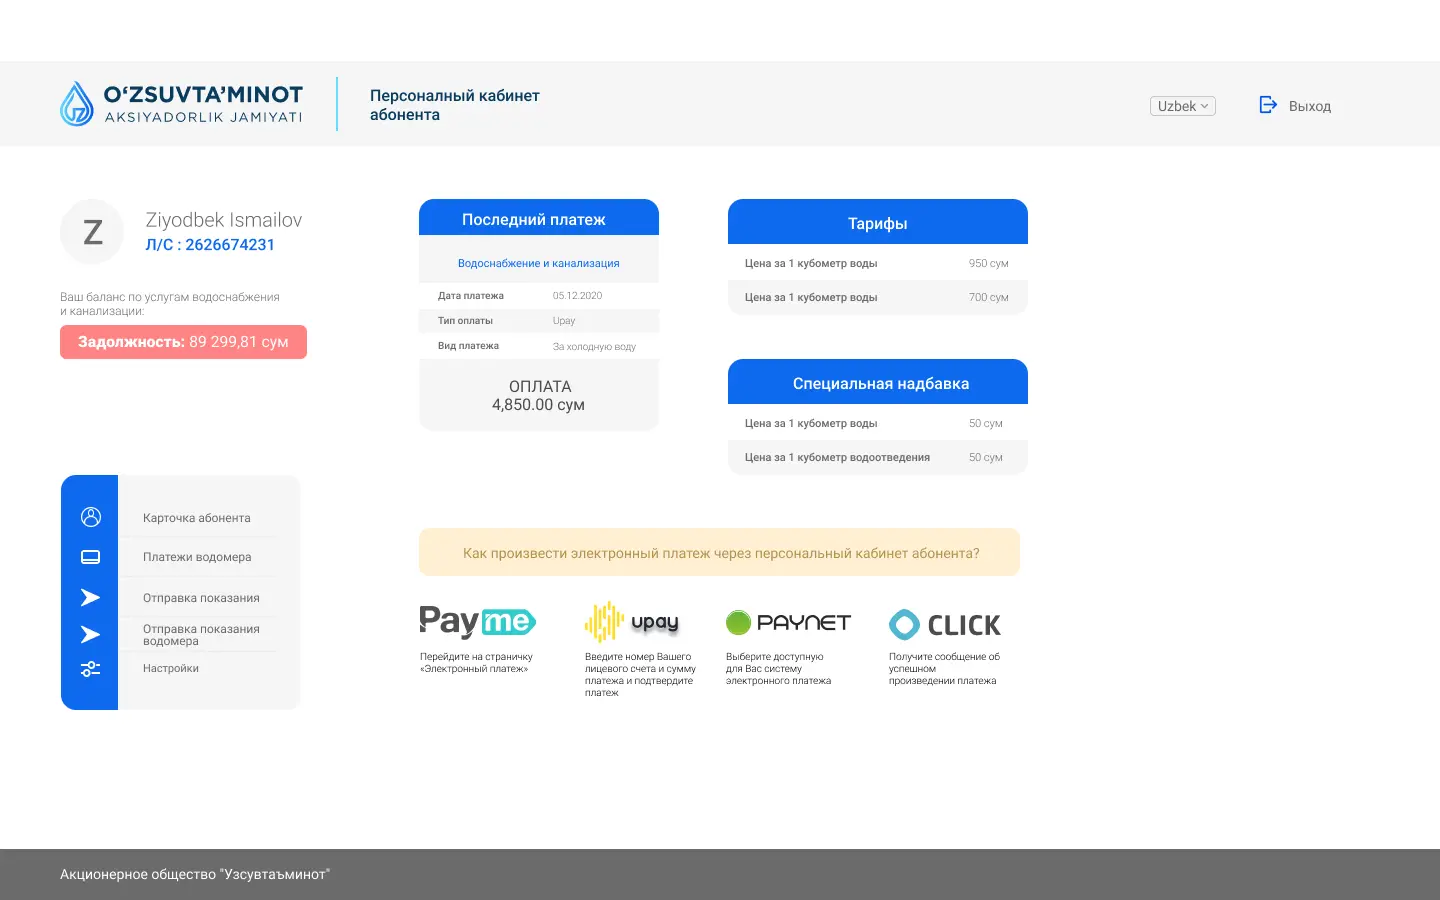 O‘ZSUVTA’MINOT
AKSIYADORLIK JAMIYATI
Персоналный кабинет
абонента
Uzbek
Выход
Z
Ziyodbek Ismailov
Л/С : 2626674231
Ваш баланс по услугам водоснабжения
и канализации:
Задолжность: 89 299,81 сум
Карточка абонента
Платежи водомера
Отправка показания
Отправка показания
водомера
Настройки
Последний платеж
Водоснабжение и канализация
Дата платежа 05.12.2020
Тип оплаты Upay
Вид платежа За холодную воду
ОПЛАТА
4,850.00 сум
Тарифы
Цена за 1 кубометр воды 950 сум
Цена за 1 кубометр воды 700 сум
Специальная надбавка
Цена за 1 кубометр воды 50 сум
Цена за 1 кубометр водоотведения 50 сум
Как произвести электронный платеж через персональный кабинет абонента?
Payme
Перейдите на страничку
«Электронный платеж»
upay
Введите номер Вашего
лицевого счета и сумму
платежа и подтвердите
платеж
PAYNET
Выберите доступную
для Вас систему
электронного платежа
CLICK
Получите сообщение об
успешном
произведении платежа
Акционерное общество "Узсувтаъминот"